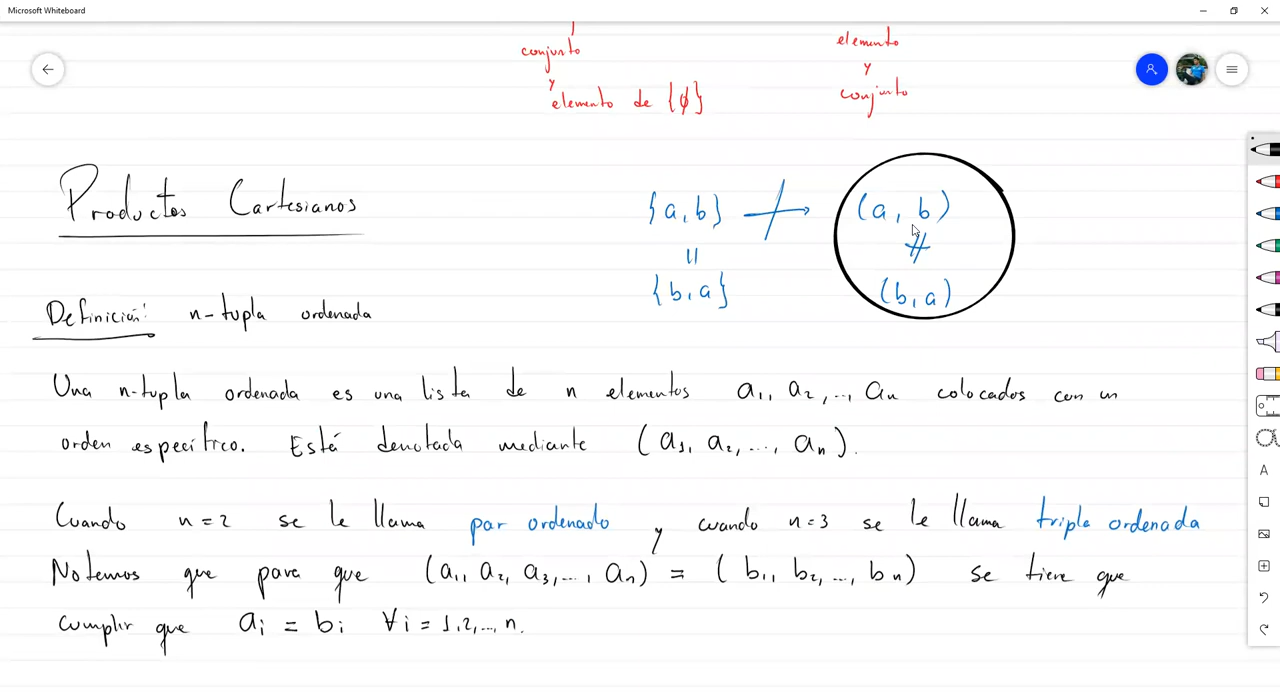 Microsoft Whiteboard
conjunto
y
elemento de {ϕ}
elemento
y
conjunto
Productos Cartesianos
{a, b} ↛ (a, b)
= ≠
{b, a} (b, a)
Definición: n-tupla ordenada
Una n-tupla ordenada es una lista de n elementos a₁, a₂, ..., aₙ colocados con un
orden específico. Está denotada mediante (a₁, a₂, ..., aₙ).
Cuando n=2 se le llama par ordenado y cuando n=3 se le llama tripla ordenada
Notemos que para que (a₁, a₂, a₃, ..., aₙ) = (b₁, b₂, ..., bₙ) se tiene que
cumplir que aᵢ = bᵢ ∀i = 1, 2, ..., n.
A